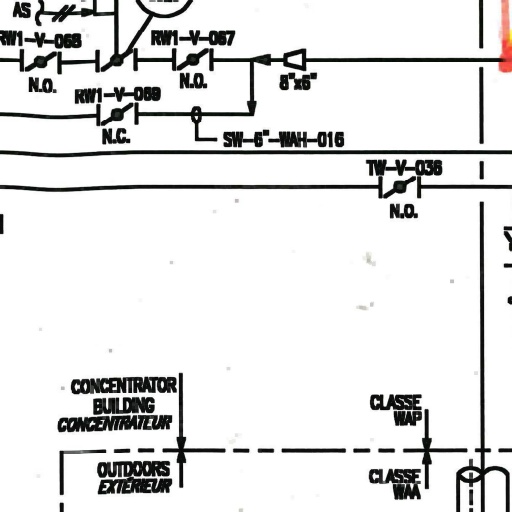 AS
RW1-V-068
RW1-V-067
N.O.
N.O.
8"x6"
RW1-V-069
N.C.
SW-6"-WAH-016
TW-V-036
N.O.
CONCENTRATOR
BUILDING
CONCENTRATEUR
OUTDOORS
EXTÉRIEUR
CLASSE
WAP
CLASSE
WAA